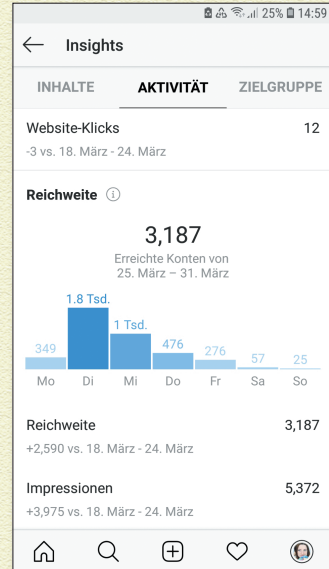 25% 14:59
Insights
INHALTE AKTIVITÄT ZIELGRUPPE
Website-Klicks 12
-3 vs. 18. März - 24. März
Reichweite
3,187
Erreichte Konten von
25. März – 31. März
1.8 Tsd.
1 Tsd.
349 476 276 57 25
Mo Di Mi Do Fr Sa So
Reichweite 3,187
+2,590 vs. 18. März - 24. März
Impressionen 5,372
+3,975 vs. 18. März - 24. März